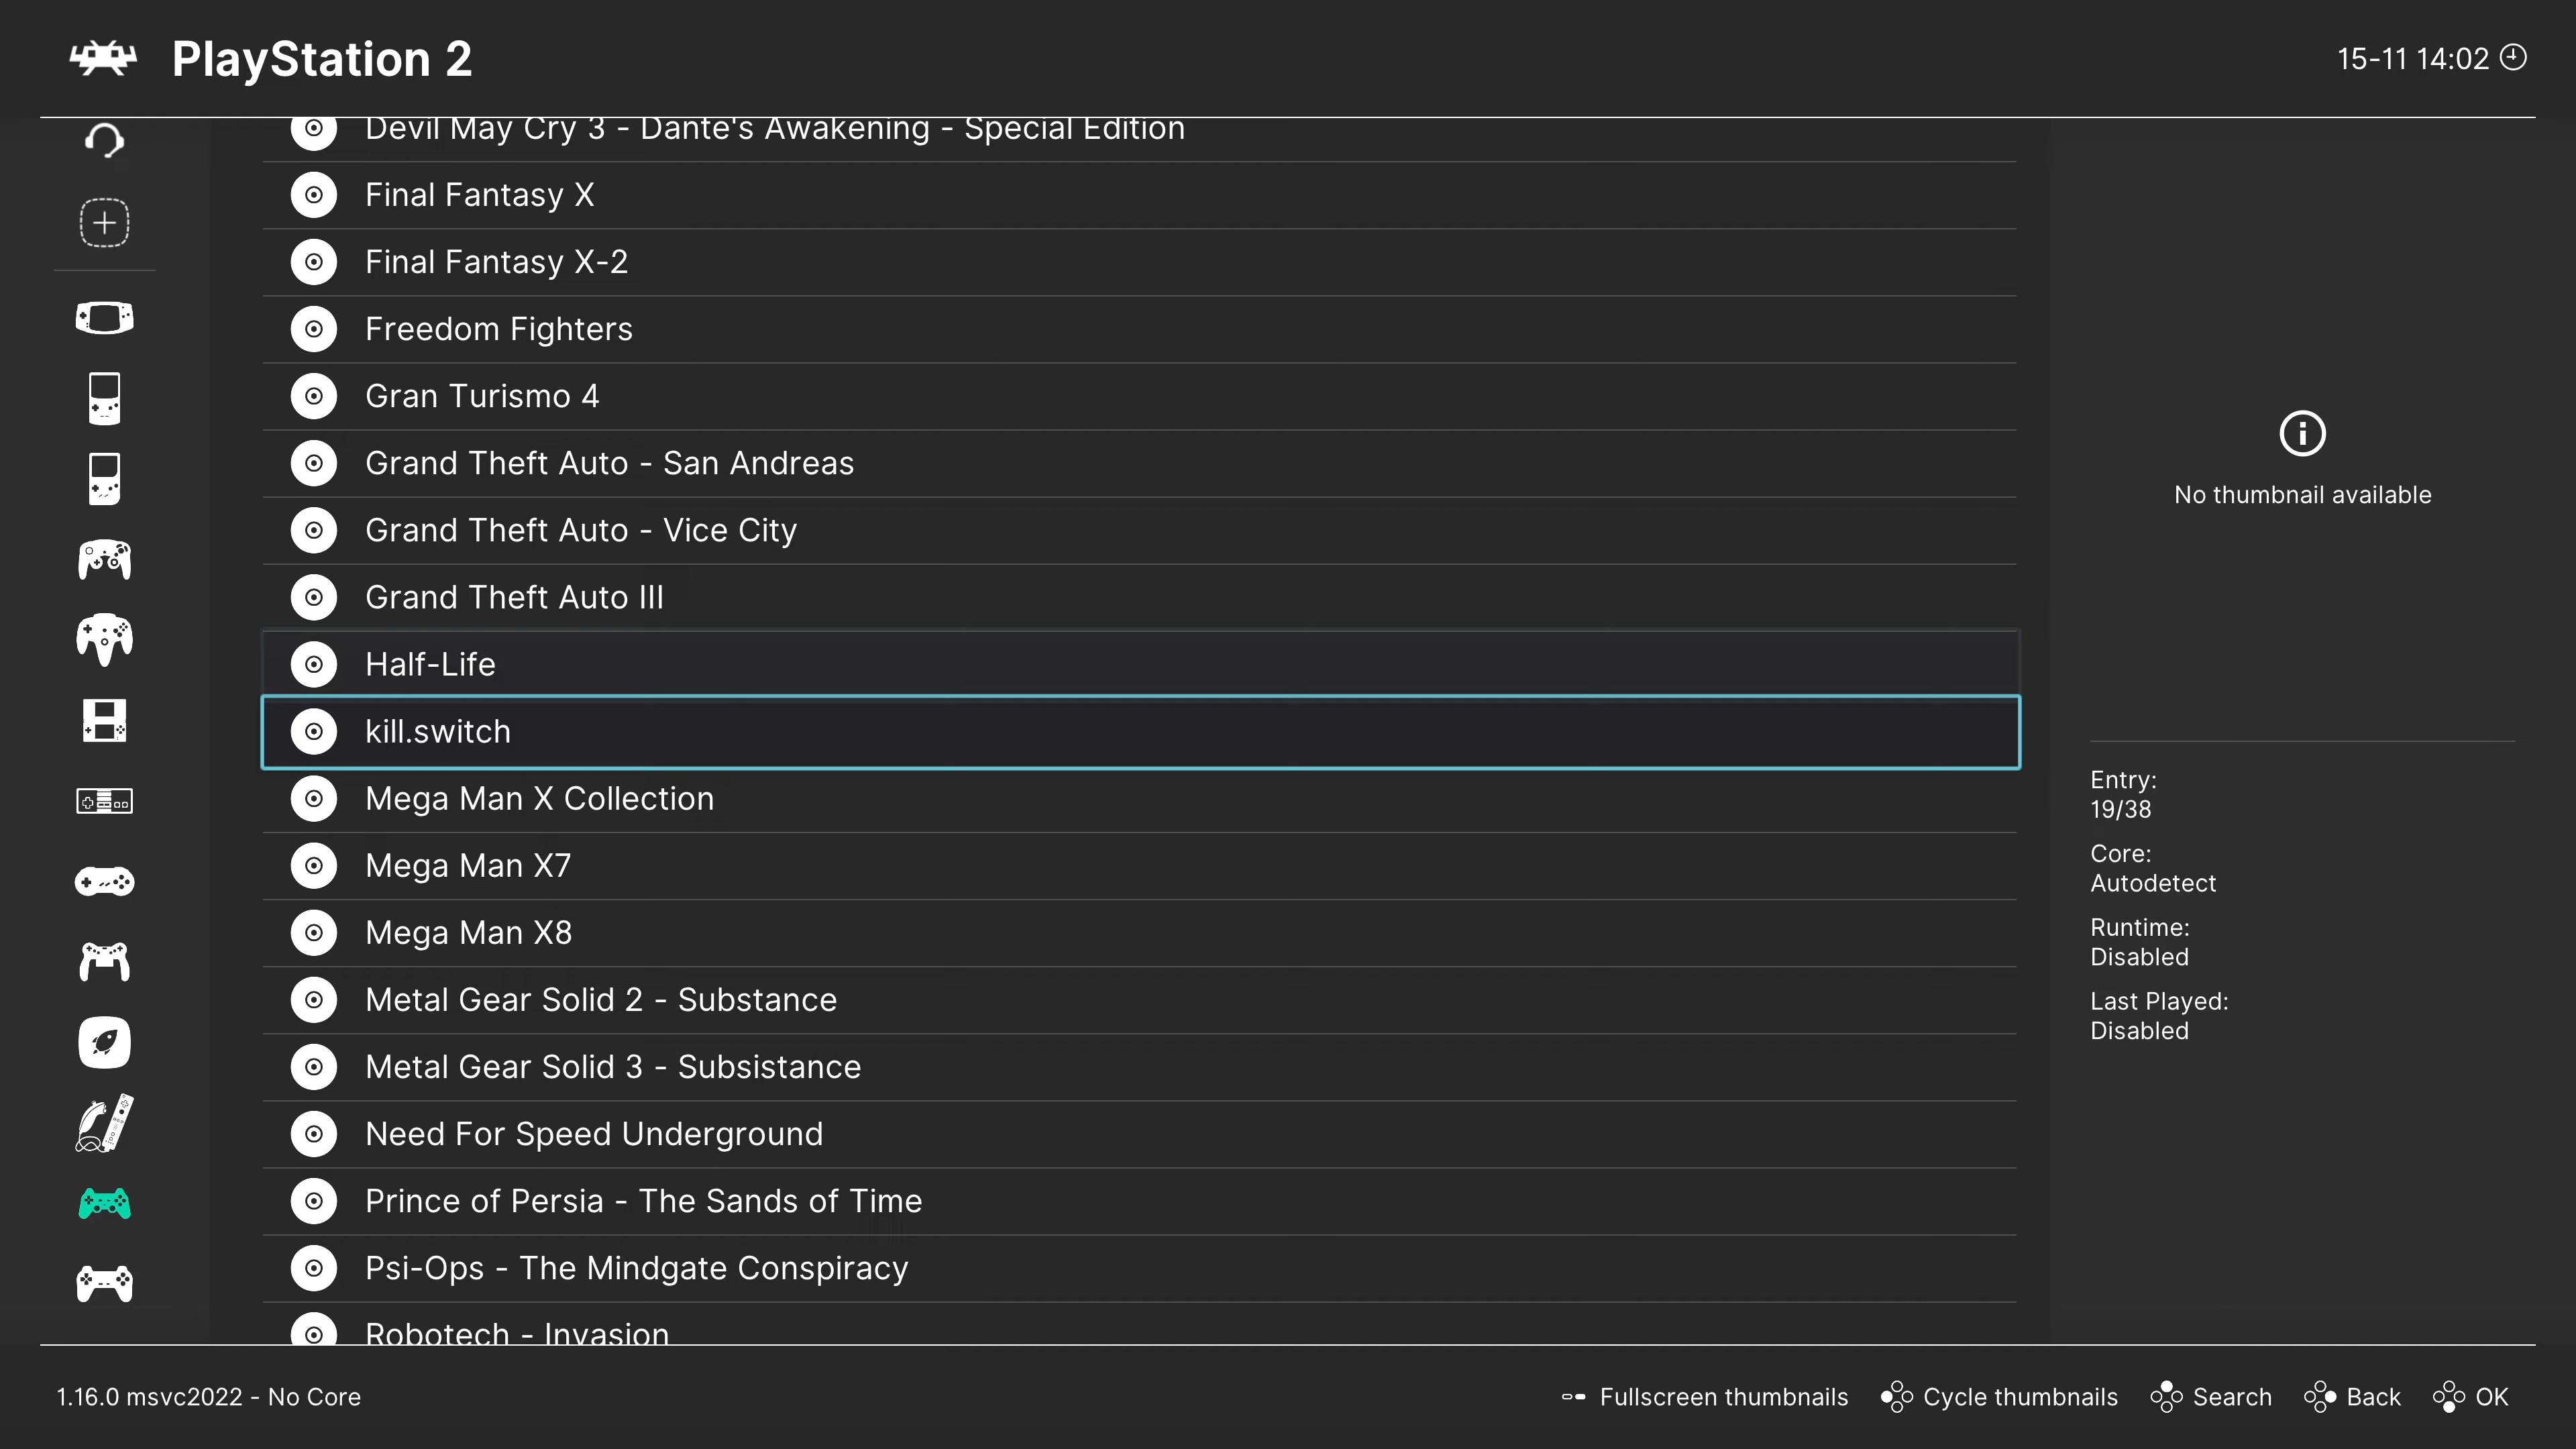 PlayStation 2
15-11 14:02
Devil May Cry 3 - Dante's Awakening - Special Edition
Final Fantasy X
Final Fantasy X-2
Freedom Fighters
Gran Turismo 4
Grand Theft Auto - San Andreas
Grand Theft Auto - Vice City
Grand Theft Auto III
Half-Life
kill.switch
Mega Man X Collection
Mega Man X7
Mega Man X8
Metal Gear Solid 2 - Substance
Metal Gear Solid 3 - Subsistance
Need For Speed Underground
Prince of Persia - The Sands of Time
Psi-Ops - The Mindgate Conspiracy
Robotech - Invasion
No thumbnail available
Entry:
19/38
Core:
Autodetect
Runtime:
Disabled
Last Played:
Disabled
1.16.0 msvc2022 - No Core
Fullscreen thumbnails Cycle thumbnails Search Back OK